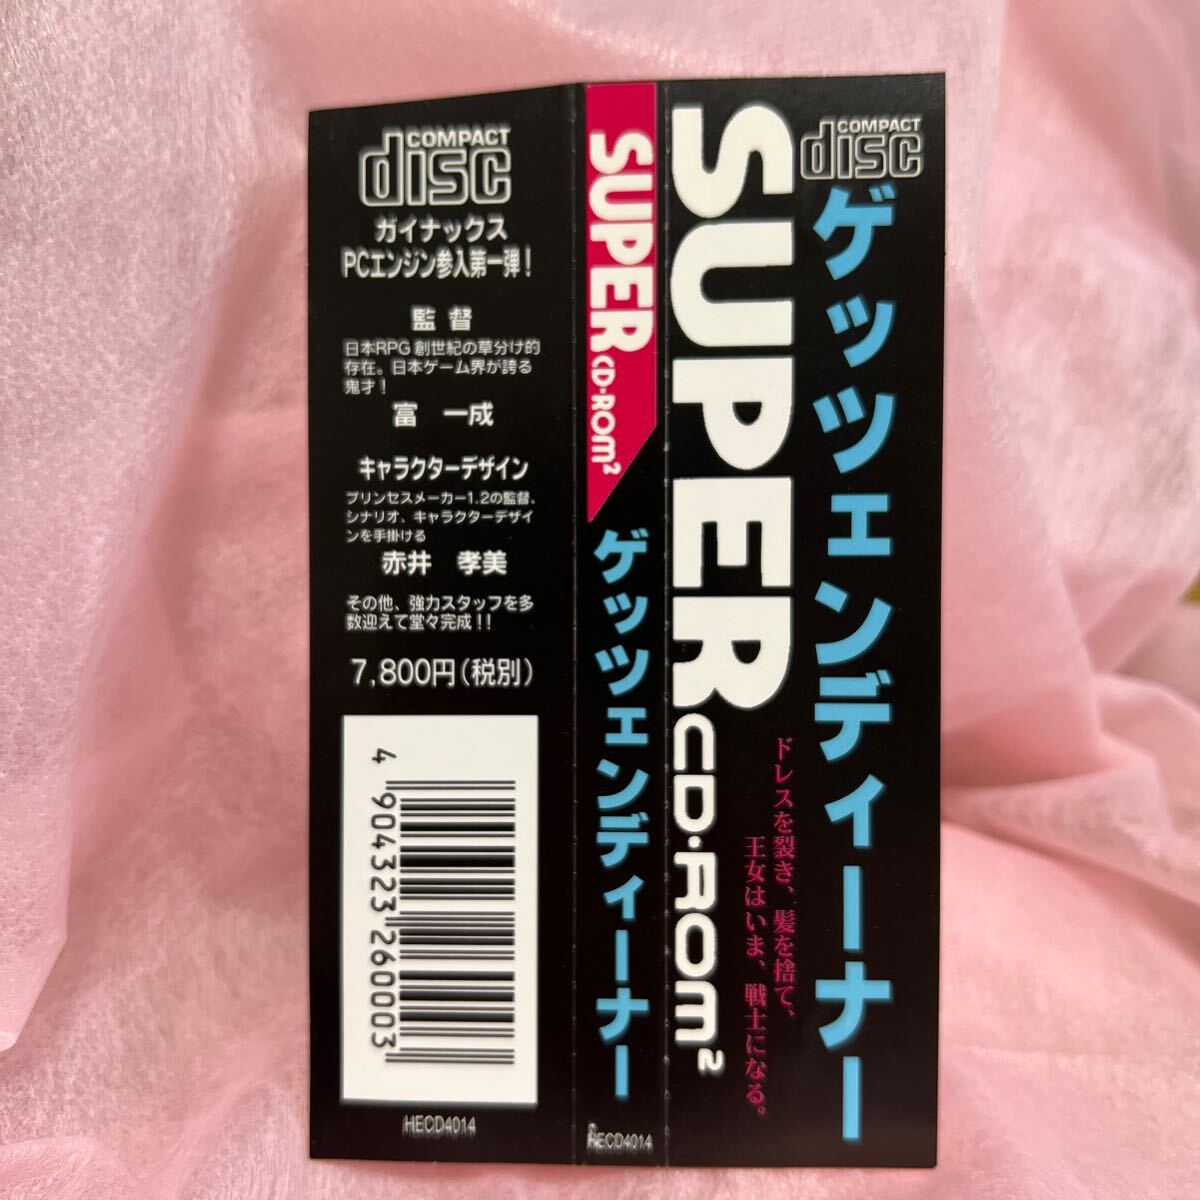 COMPACT
disc
ガイナックス
PCエンジン参入第一弾!
監督
日本RPG創世紀の草分け的
存在。日本ゲーム界が誇る
鬼才!
富 一成
キャラクターデザイン
プリンセスメーカー1.2の監督、
シナリオ、キャラクターデザイ
ンを手掛ける
赤井 孝美
その他、強力スタッフを多
数迎えて堂々完成!!
7,800円(税別)
4 904323 260003
HECD4014
SUPER CD-ROM²
ゲッツェンディーナー
HECD4014
COMPACT
disc
ゲッツェンディーナー
SUPER CD-ROM²
ドレスを裂き、髪を捨て、
王女はいま、戦士になる。